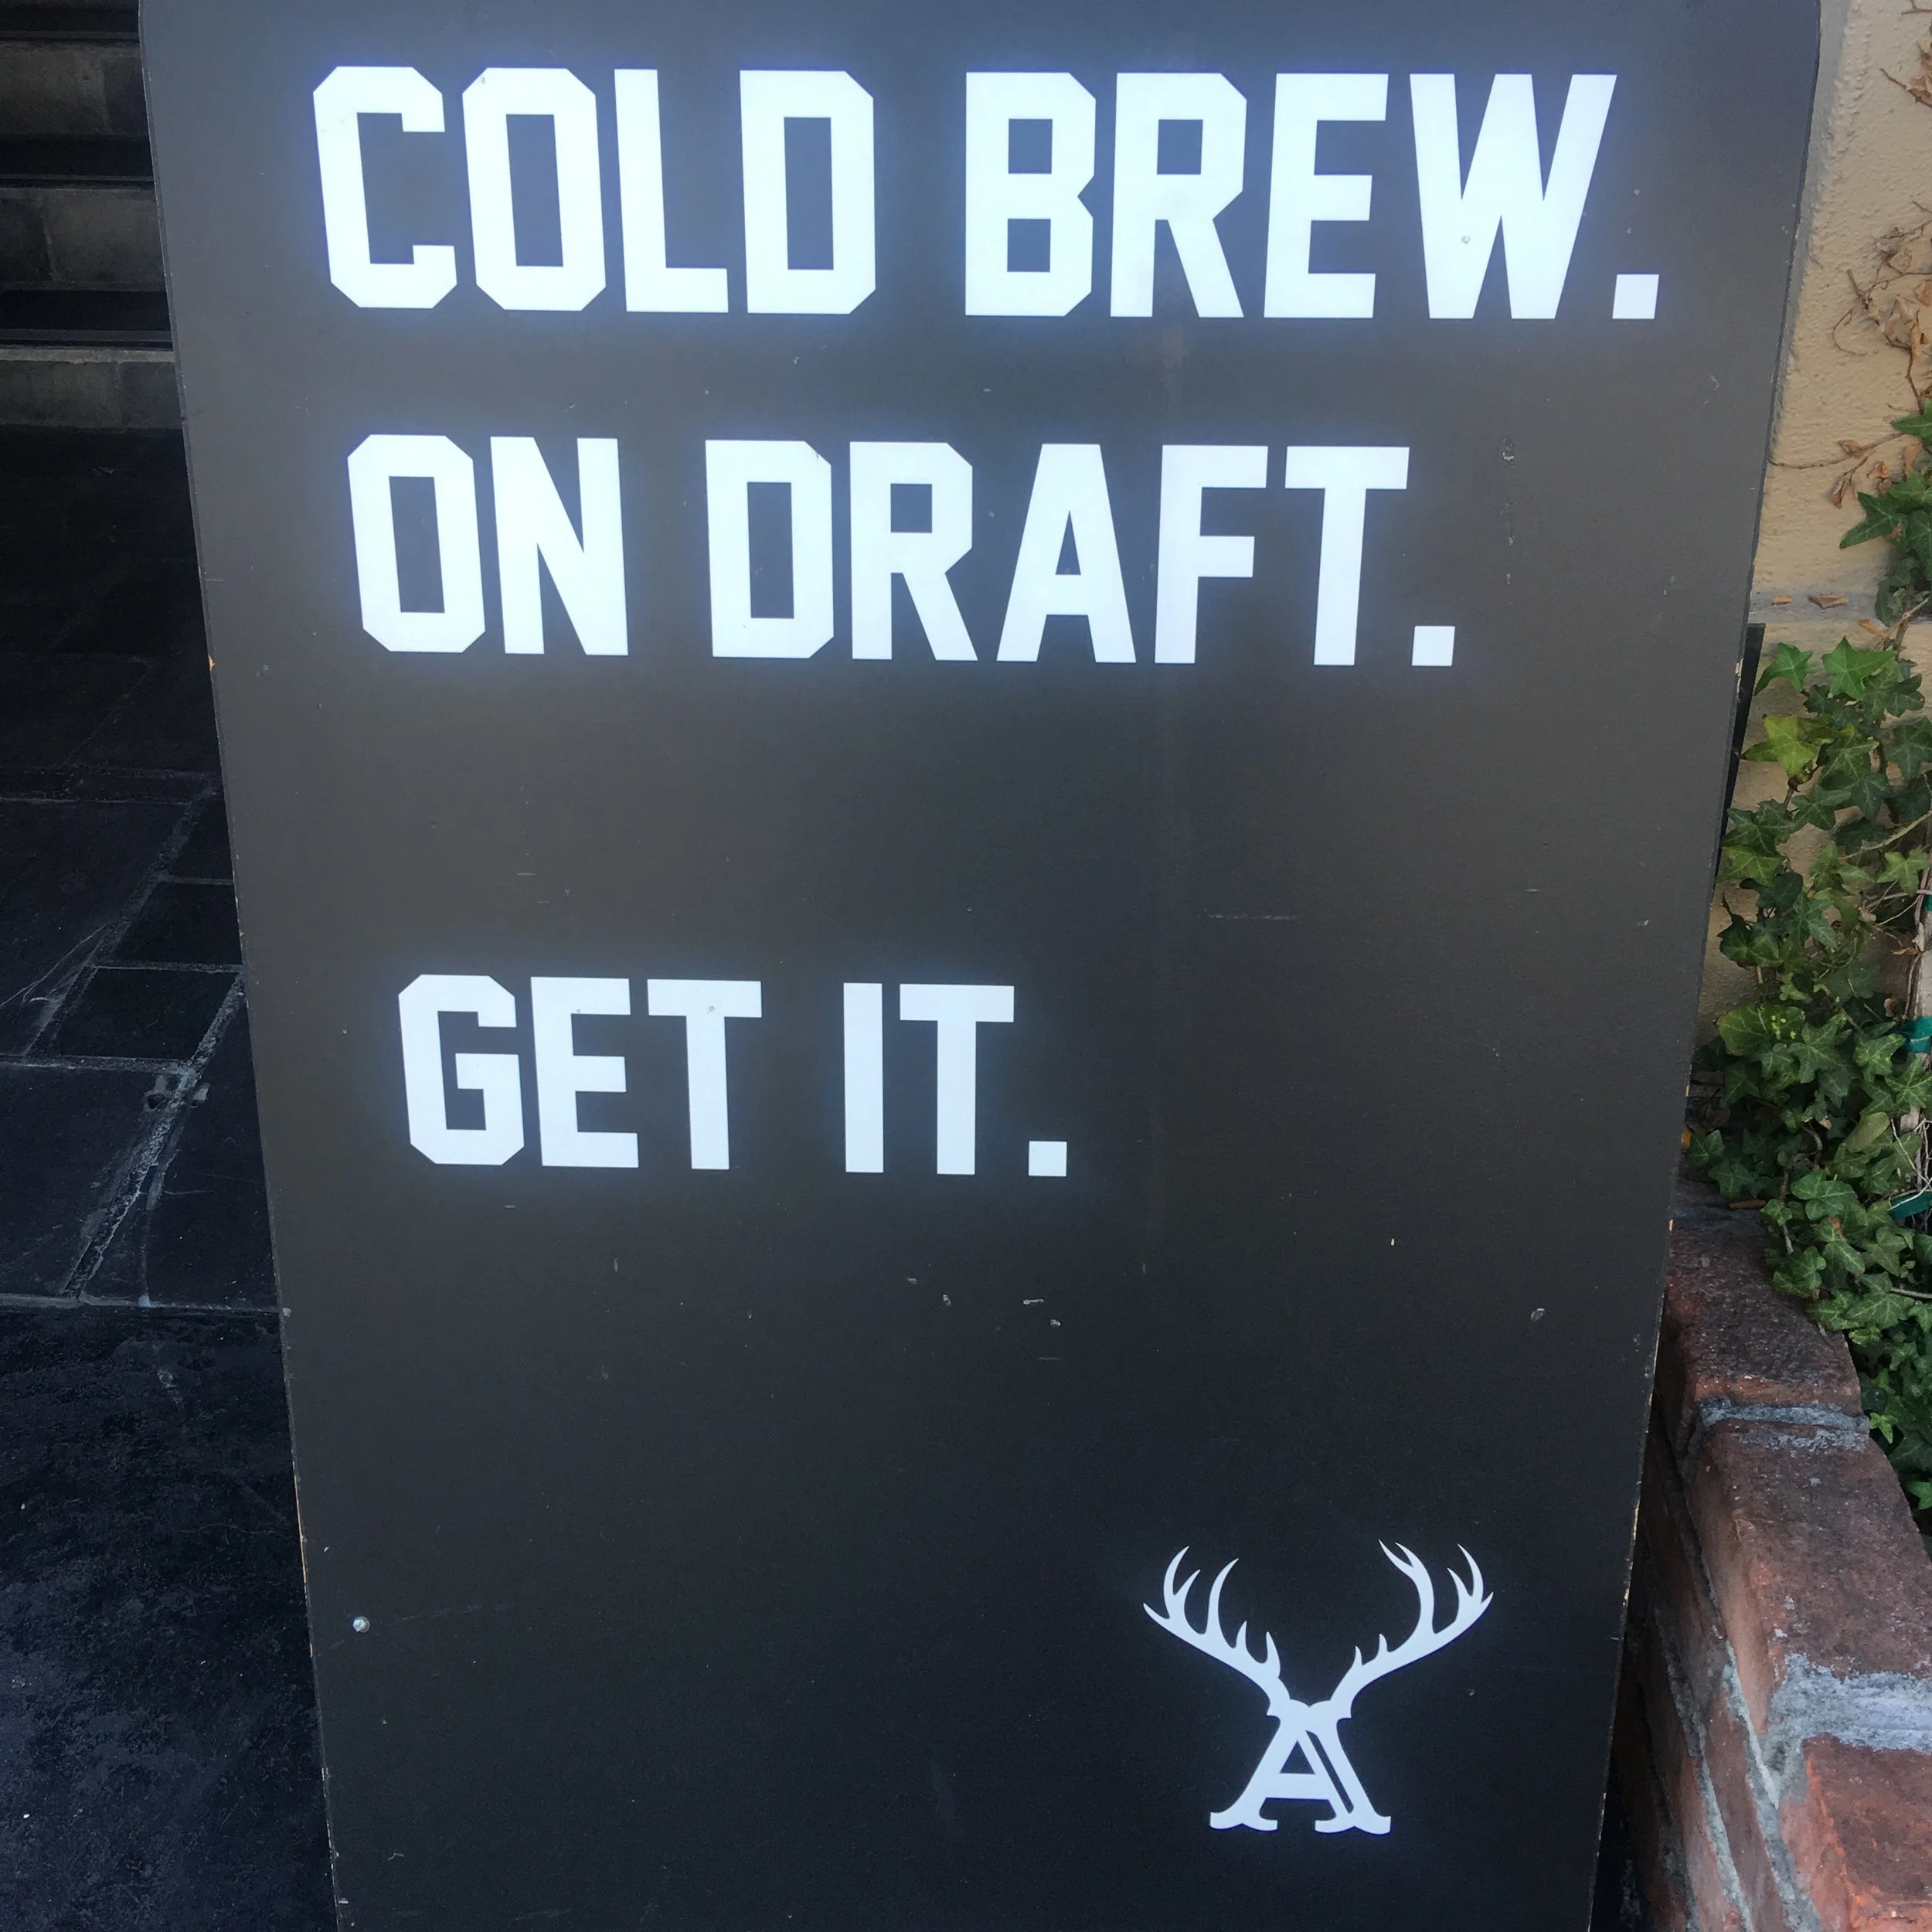 COLD BREW.
ON DRAFT.
GET IT.
A